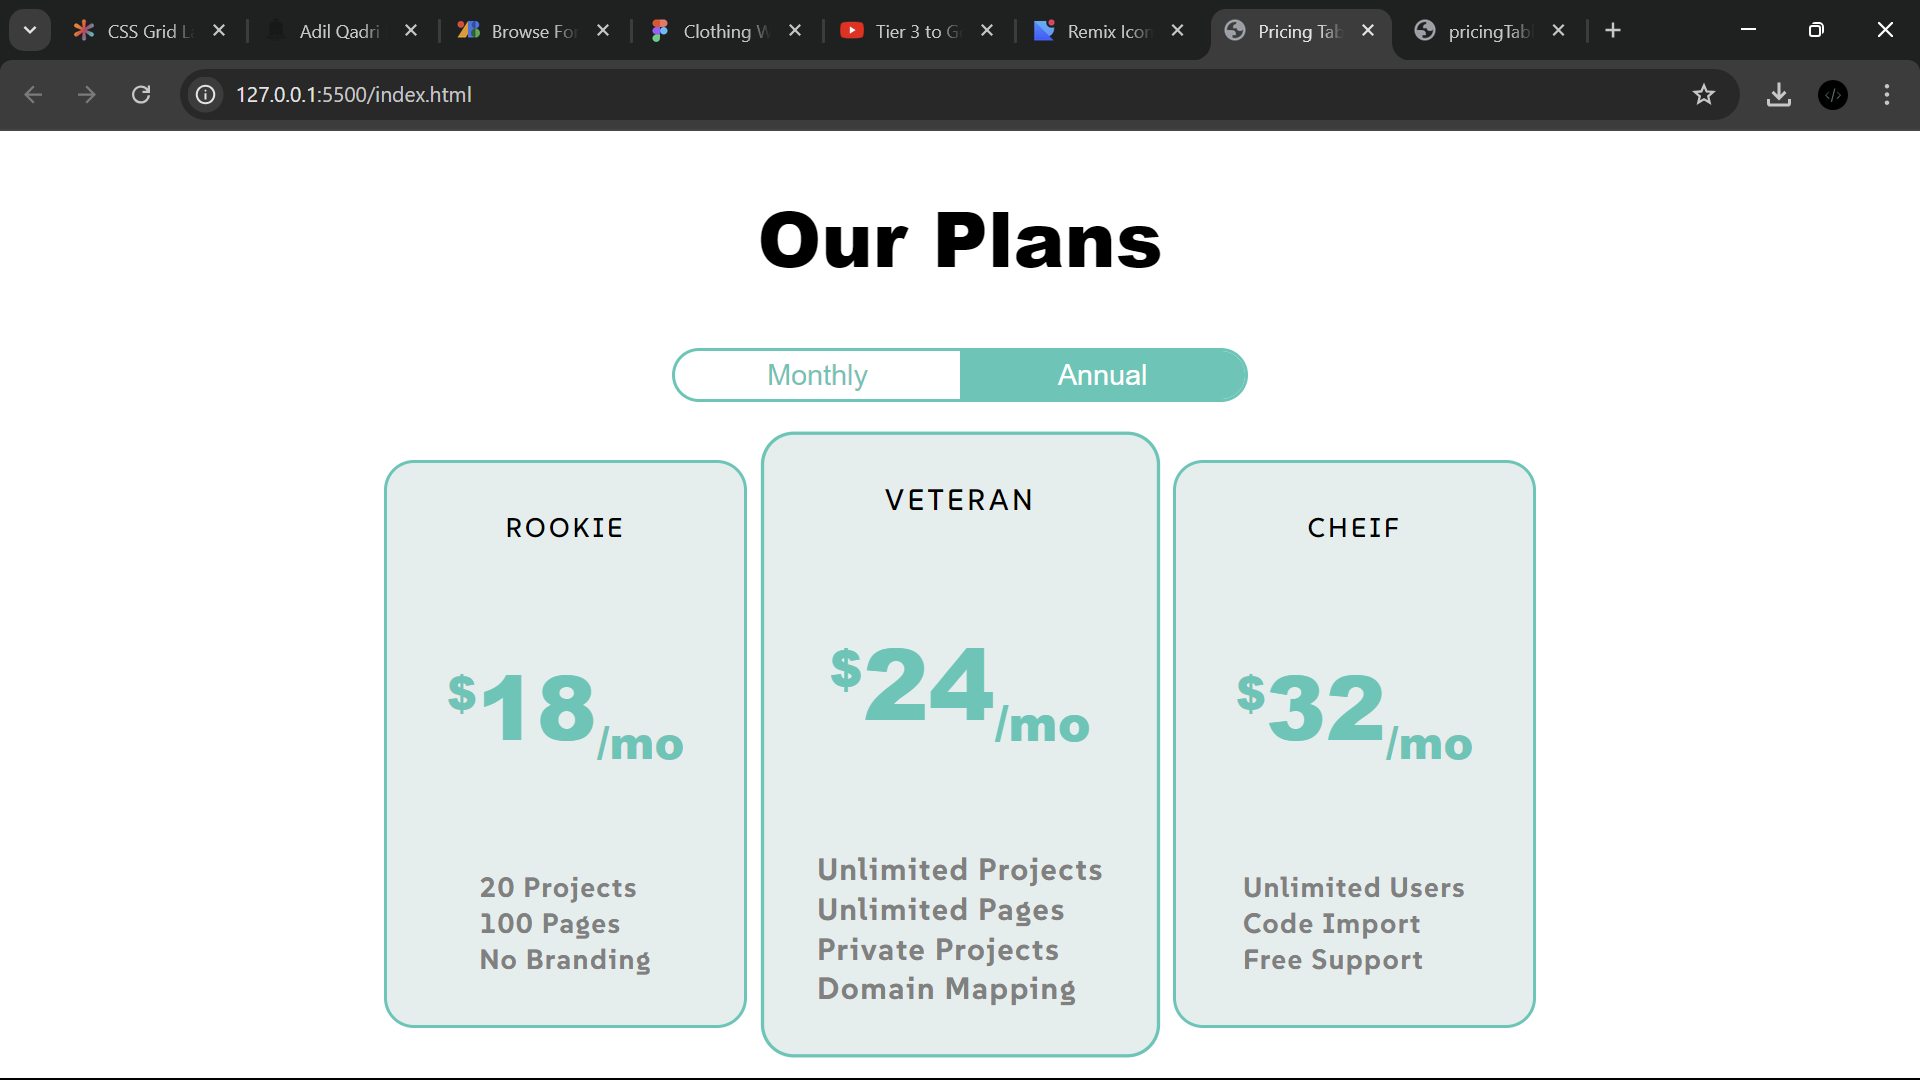 CSS Grid La
Adil Qadri
Browse Fo
Clothing W
Tier 3 to G
Remix Icon
Pricing Tab
pricingTab
127.0.0.1:5500/index.html
Our Plans
Monthly
Annual
ROOKIE
$18/mo
20 Projects
100 Pages
No Branding
VETERAN
$24/mo
Unlimited Projects
Unlimited Pages
Private Projects
Domain Mapping
CHEIF
$32/mo
Unlimited Users
Code Import
Free Support